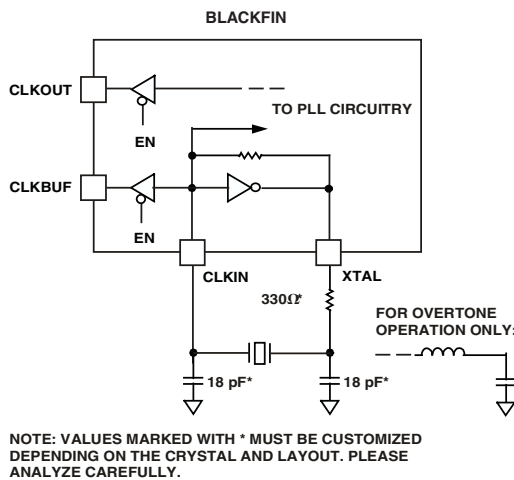 BLACKFIN
CLKOUT
TO PLL CIRCUITRY
EN
CLKBUF
EN
CLKIN
XTAL
330Ω*
FOR OVERTONE
OPERATION ONLY:
18 pF*
18 pF*
NOTE: VALUES MARKED WITH * MUST BE CUSTOMIZED
DEPENDING ON THE CRYSTAL AND LAYOUT. PLEASE
ANALYZE CAREFULLY.